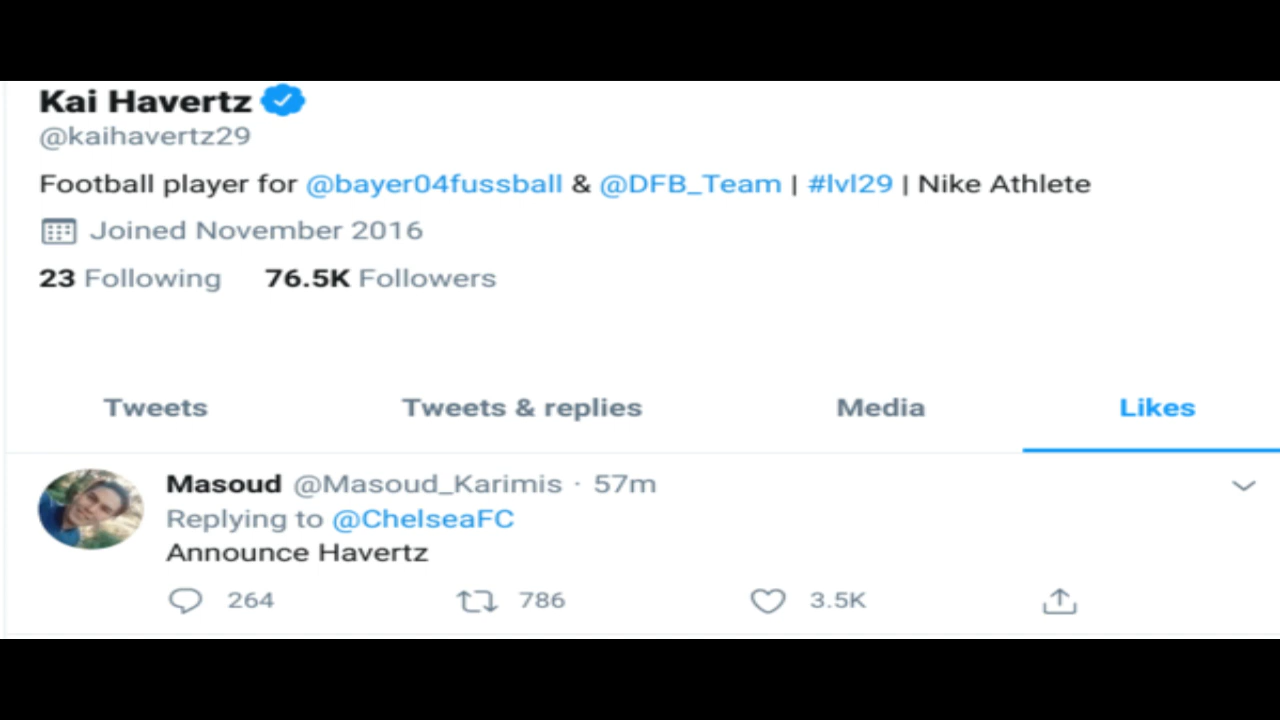 Kai Havertz
@kaihavertz29
Football player for @bayer04fussball & @DFB_Team | #lvl29 | Nike Athlete
Joined November 2016
23 Following 76.5K Followers
Tweets Tweets & replies Media Likes
Masoud @Masoud_Karimis · 57m
Replying to @ChelseaFC
Announce Havertz
264 786 3.5K